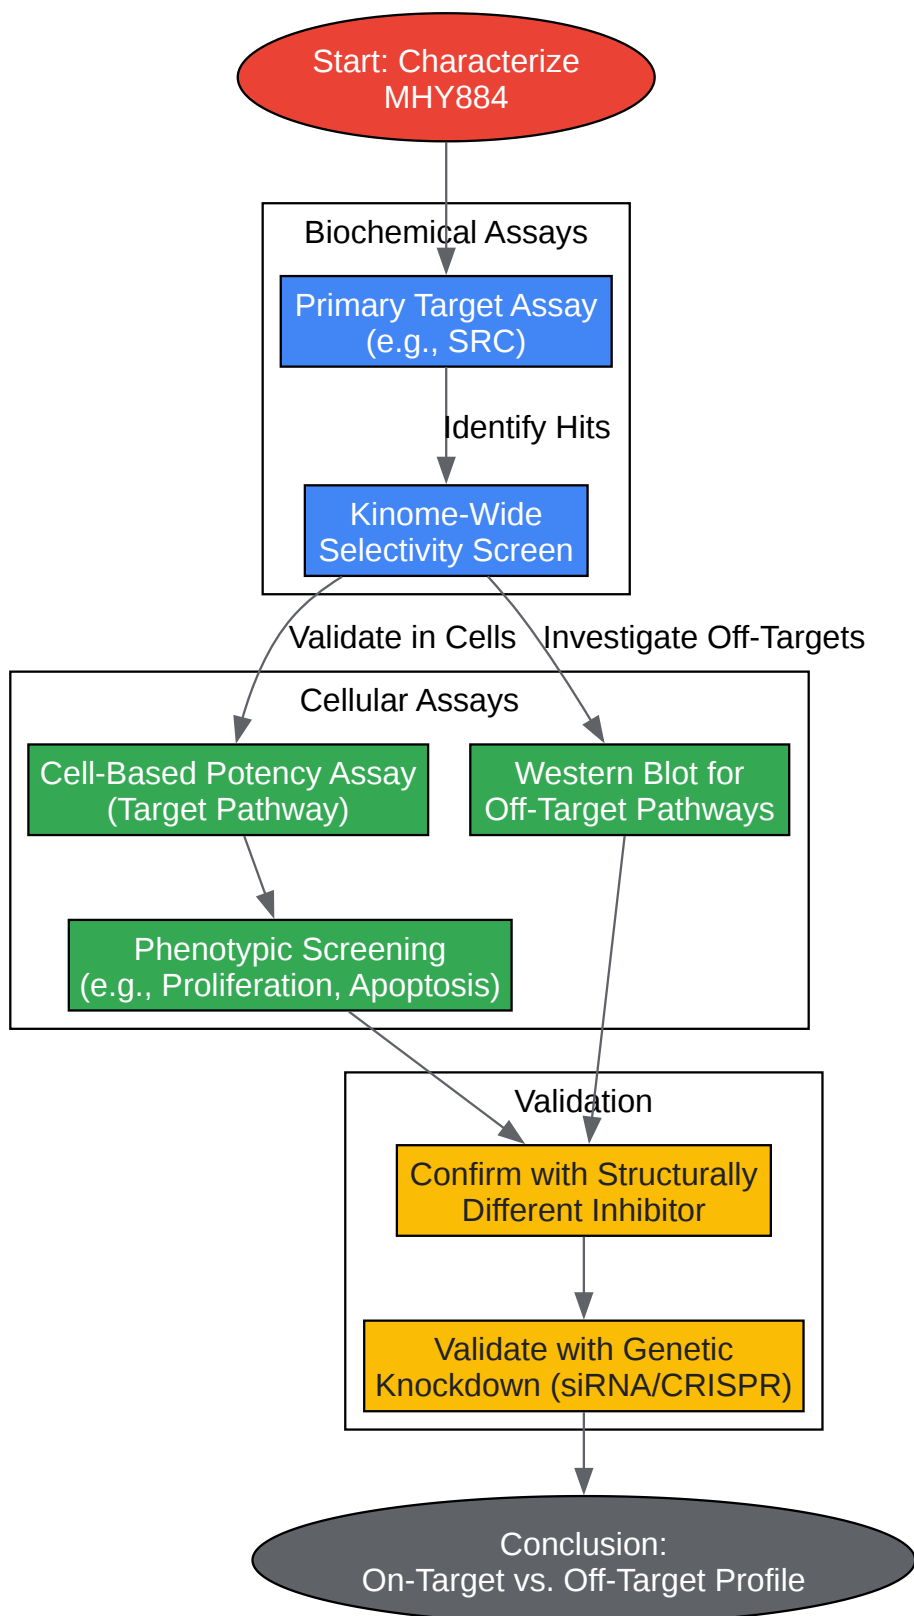 Start: Characterize
MHY884
Biochemical Assays
Primary Target Assay
(e.g., SRC)
Identify Hits
Kinome-Wide
Selectivity Screen
Validate in Cells
Investigate Off-Targets
Cellular Assays
Cell-Based Potency Assay
(Target Pathway)
Western Blot for
Off-Target Pathways
Phenotypic Screening
(e.g., Proliferation, Apoptosis)
Validation
Confirm with Structurally
Different Inhibitor
Validate with Genetic
Knockdown (siRNA/CRISPR)
Conclusion:
On-Target vs. Off-Target Profile